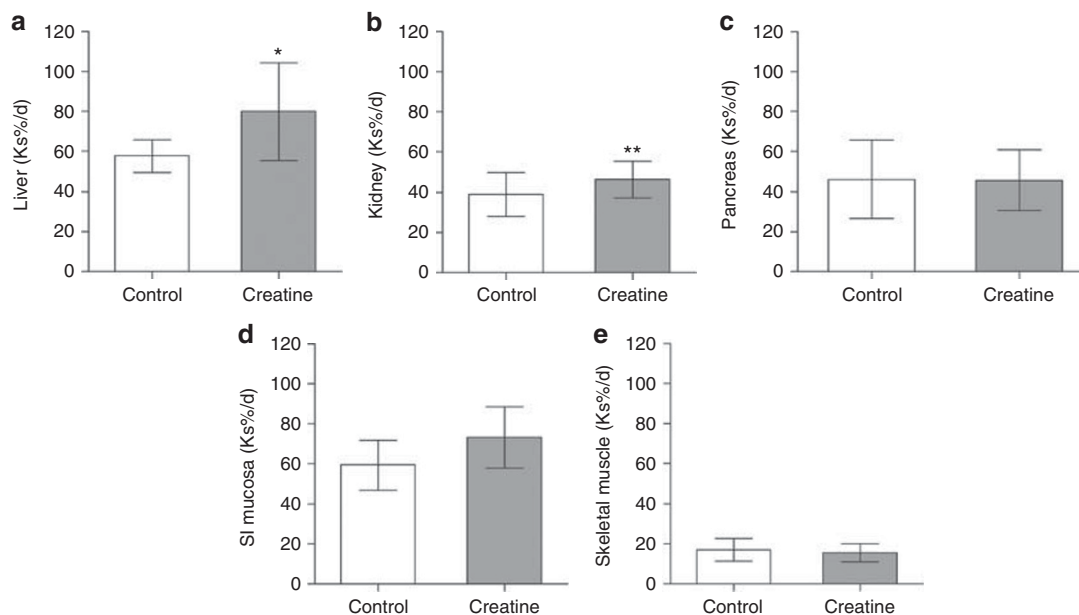 a
Liver (Ks%/d)
120
100
80
60
40
20
0
*
Control
Creatine
b
Kidney (Ks%/d)
120
100
80
60
40
20
0
**
Control
Creatine
c
Pancreas (Ks%/d)
120
100
80
60
40
20
0
Control
Creatine
d
SI mucosa (Ks%/d)
120
100
80
60
40
20
0
Control
Creatine
e
Skeletal muscle (Ks%/d)
120
100
80
60
40
20
0
Control
Creatine